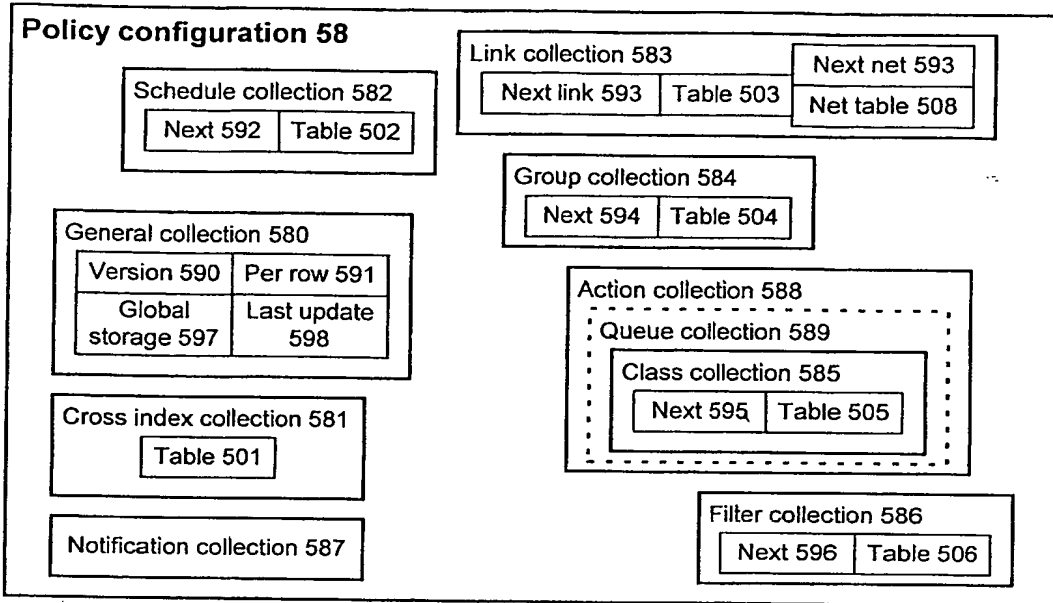 Policy configuration 58
Schedule collection 582
Next 592 Table 502
Link collection 583
Next link 593 Table 503
Next net 593
Net table 508
Group collection 584
Next 594 Table 504
General collection 580
Version 590 Per row 591
Global storage 597
Last update 598
Action collection 588
Queue collection 589
Class collection 585
Next 595 Table 505
Cross index collection 581
Table 501
Notification collection 587
Filter collection 586
Next 596 Table 506